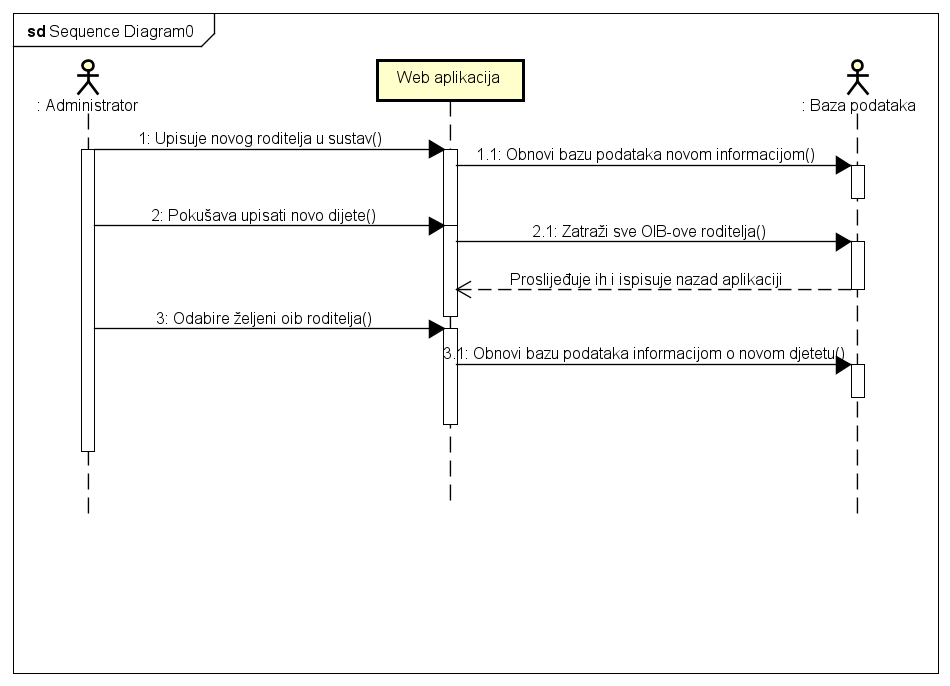 sd Sequence Diagram0
Web aplikacija
: Administrator
: Baza podataka
1: Upisuje novog roditelja u sustav()
1.1: Obnovi bazu podataka novom informacijom()
2: Pokušava upisati novo dijete()
2.1: Zatraži sve OIB-ove roditelja()
Proslijeđuje ih i ispisuje nazad aplikaciji
3: Odabire željeni oib roditelja()
3.1: Obnovi bazu podataka informacijom o novom djetetu()